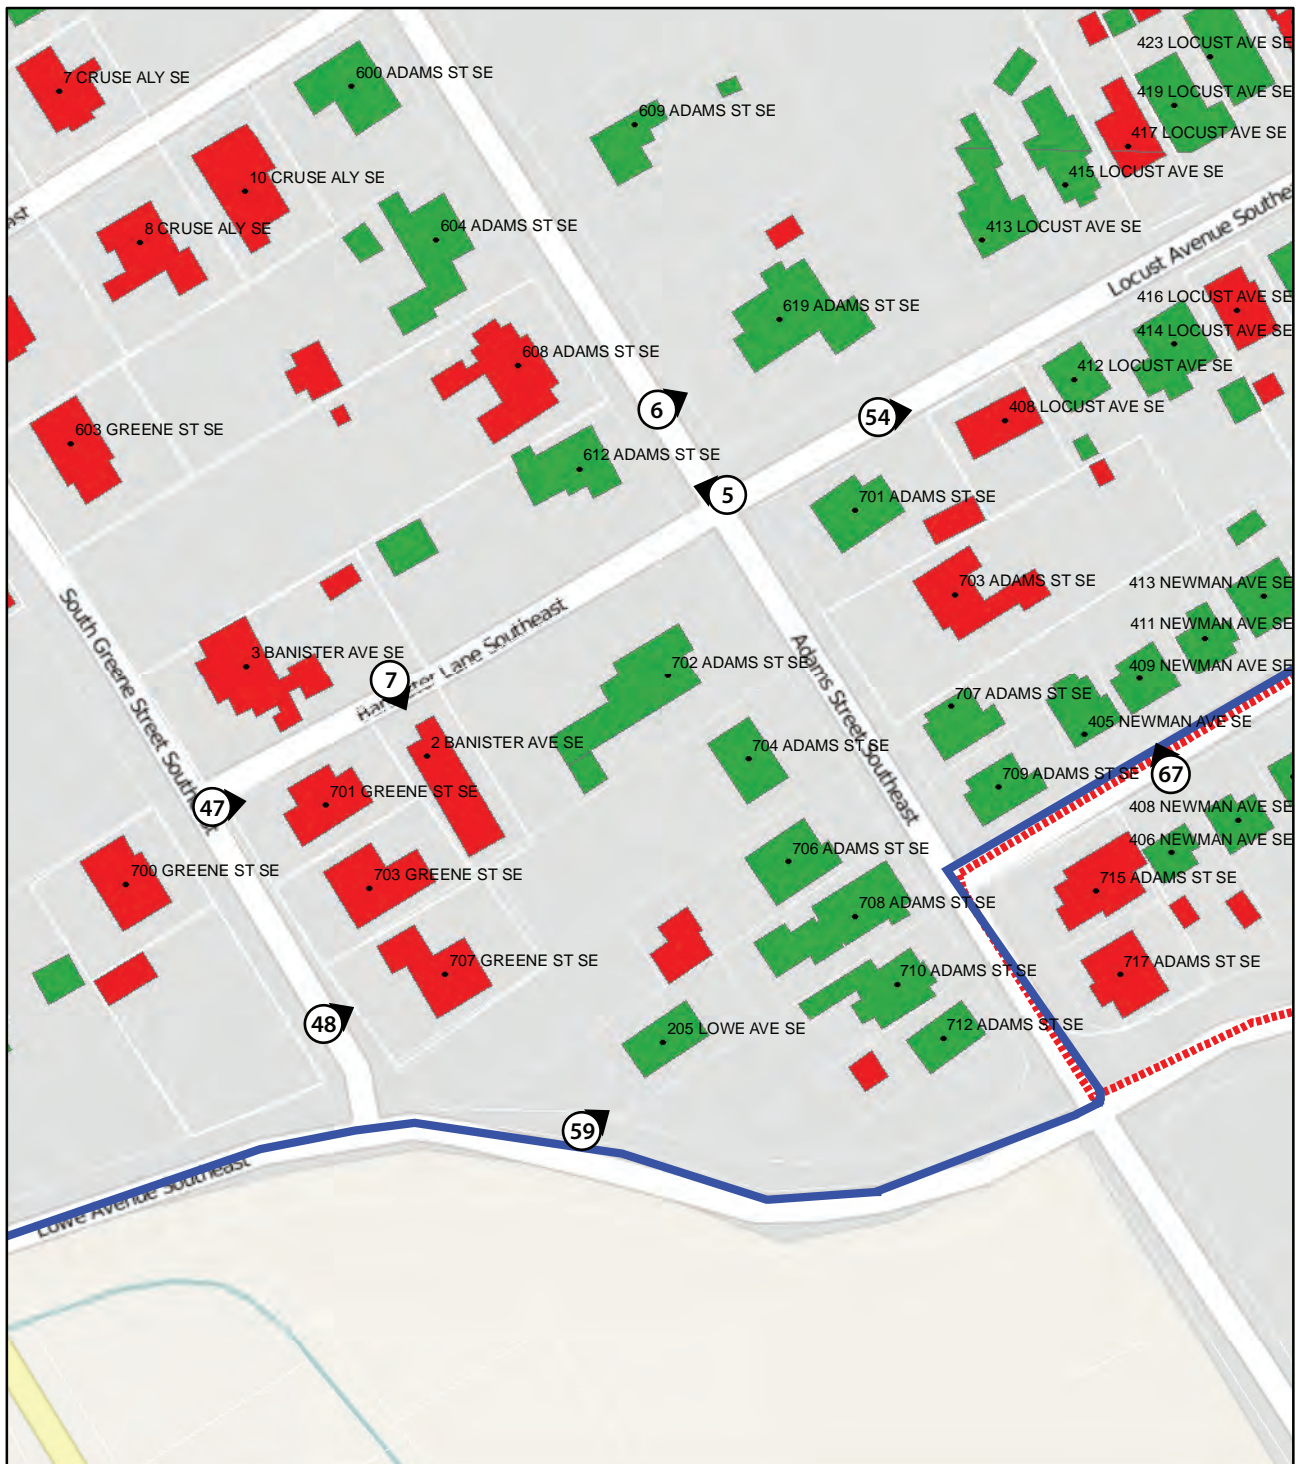 423 LOCUST AVE SE
600 ADAMS ST SE
7 CRUSE ALY SE
419 LOCUST AVE SE
609 ADAMS ST SE
417 LOCUST AVE SE
415 LOCUST AVE SE
10 CRUSE ALY SE
413 LOCUST AVE SE
604 ADAMS ST SE
8 CRUSE ALY SE
Locust Avenue Southe
416 LOCUST AVE SE
619 ADAMS ST SE
414 LOCUST AVE SE
608 ADAMS ST SE
412 LOCUST AVE SE
408 LOCUST AVE SE
6
54
603 GREENE ST SE
612 ADAMS ST SE
5
701 ADAMS ST SE
703 ADAMS ST SE
413 NEWMAN AVE SE
411 NEWMAN AVE SE
South Greene Street
Lane Southeast
3 BANISTER AVE SE
702 ADAMS ST SE
409 NEWMAN AVE SE
7
707 ADAMS ST SE
405 NEWMAN AVE SE
Adams Street Southeast
2 BANISTER AVE SE
704 ADAMS ST SE
709 ADAMS ST SE
67
701 GREENE ST SE
47
408 NEWMAN AVE SE
406 NEWMAN AVE SE
706 ADAMS ST SE
700 GREENE ST SE
703 GREENE ST SE
715 ADAMS ST SE
708 ADAMS ST SE
707 GREENE ST SE
717 ADAMS ST SE
710 ADAMS ST SE
48
205 LOWE AVE SE
712 ADAMS ST SE
59
Lowe Avenue Southeast